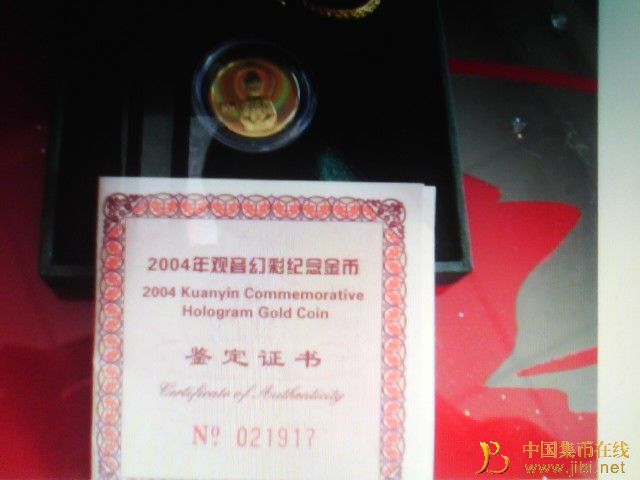 2004年观音幻彩纪念金币
2004 Kuanyin Commemorative
Hologram Gold Coin
鉴定证书
Certificate of Authenticity
Nº 021917
中国集币在线
www.jibi.net